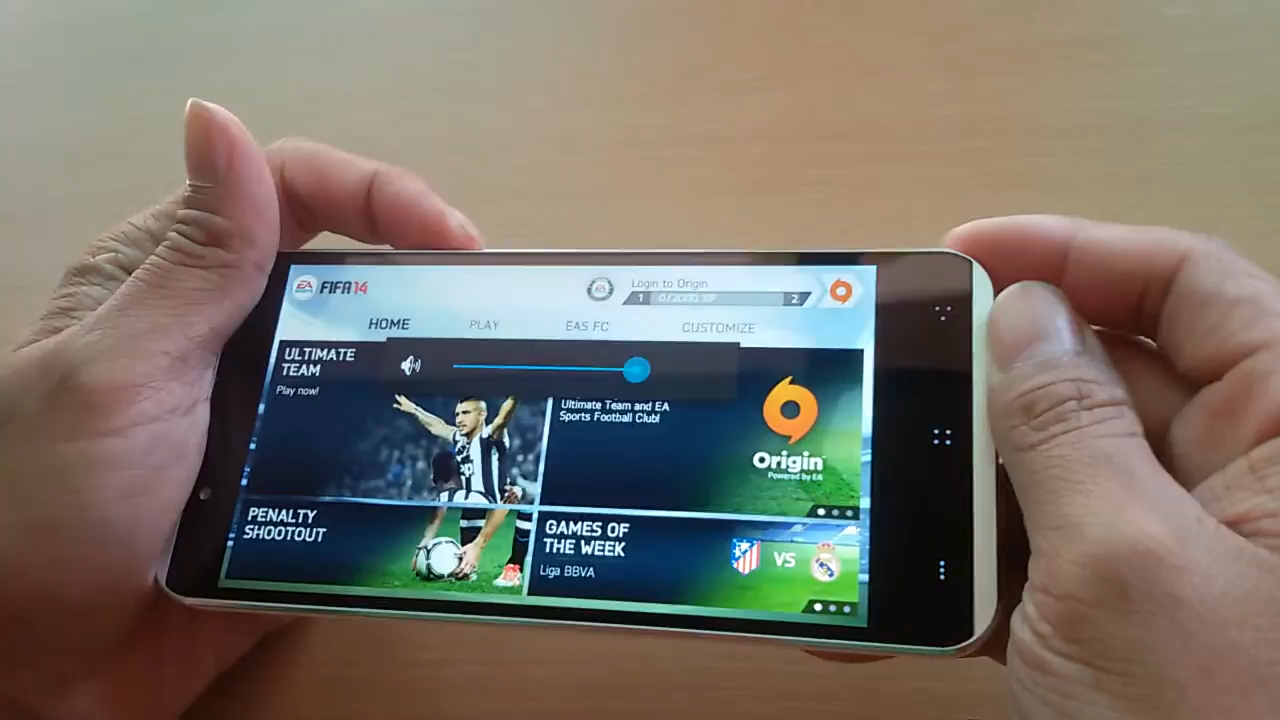 EA SPORTS FIFA 14
Login to Origin
1 0/2000 XP 2
HOME PLAY EAS FC CUSTOMIZE
ULTIMATE
TEAM
Play now!
Ultimate Team and EA
Sports Football Club!
Origin
Powered by EA
PENALTY
SHOOTOUT
GAMES OF
THE WEEK
Liga BBVA
VS